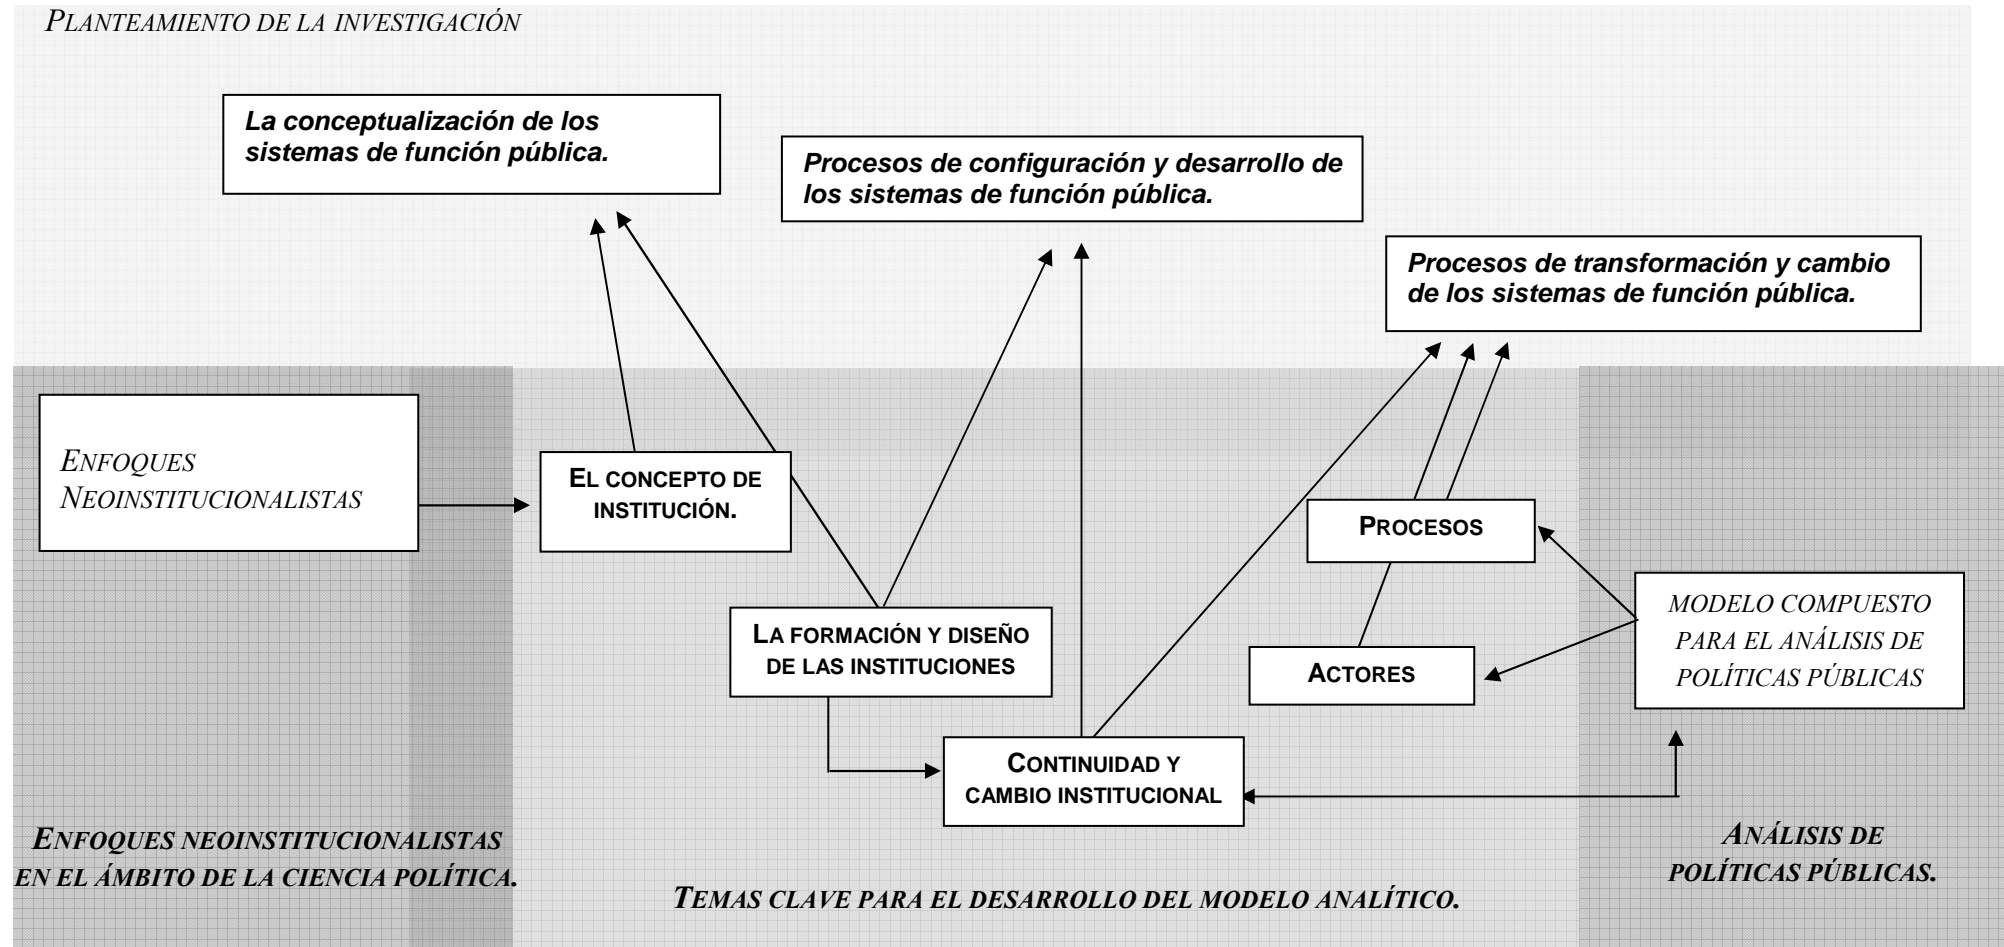 PLANTEAMIENTO DE LA INVESTIGACIÓN
La conceptualización de los
sistemas de función pública.
Procesos de configuración y desarrollo de
los sistemas de función pública.
Procesos de transformación y cambio
de los sistemas de función pública.
ENFOQUES
NEOINSTITUCIONALISTAS
EL CONCEPTO DE
INSTITUCIÓN.
PROCESOS
LA FORMACIÓN Y DISEÑO
DE LAS INSTITUCIONES
ACTORES
MODELO COMPUESTO
PARA EL ANÁLISIS DE
POLÍTICAS PÚBLICAS
CONTINUIDAD Y
CAMBIO INSTITUCIONAL
ENFOQUES NEOINSTITUCIONALISTAS
EN EL ÁMBITO DE LA CIENCIA POLÍTICA.
TEMAS CLAVE PARA EL DESARROLLO DEL MODELO ANALÍTICO.
ANÁLISIS DE
POLÍTICAS PÚBLICAS.